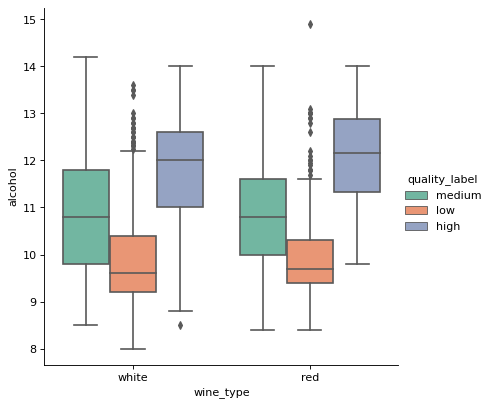 15
14
13
12
11
10
9
8
alcohol
white
red
wine_type
quality_label
medium
low
high